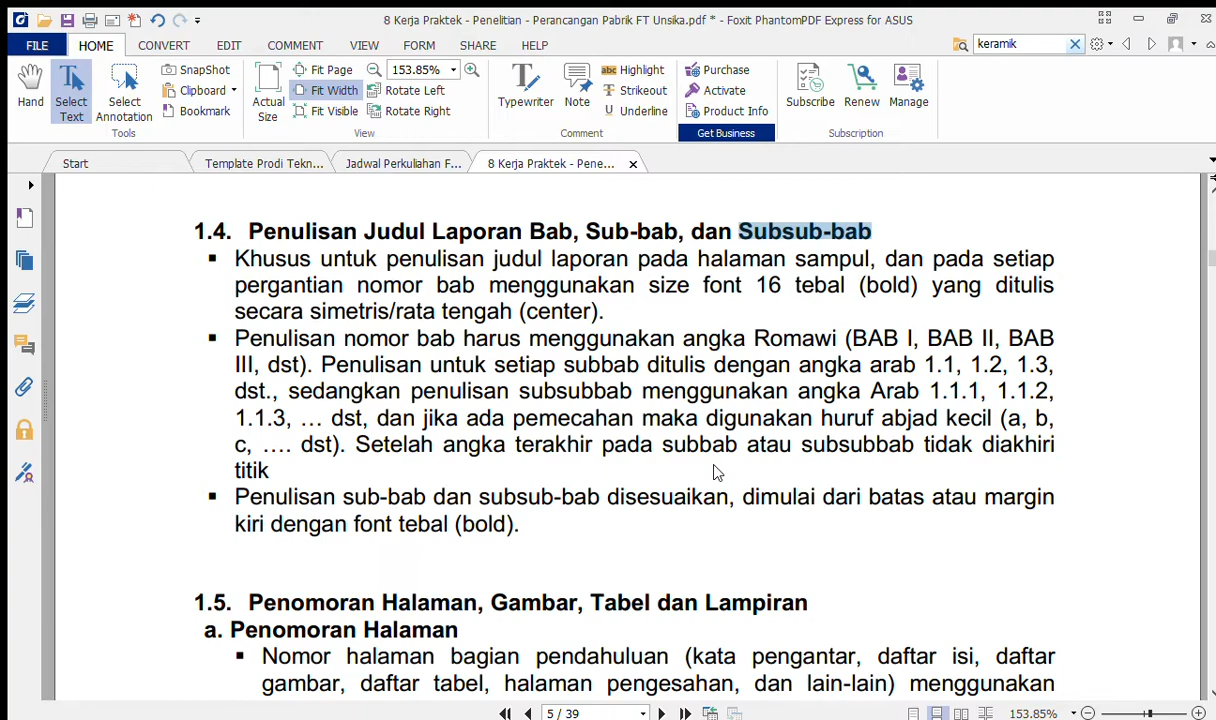 8 Kerja Praktek - Penelitian - Perancangan Pabrik FT Unsika.pdf * - Foxit PhantomPDF Express for ASUS
FILE HOME CONVERT EDIT COMMENT VIEW FORM SHARE HELP keramik
Hand
Select Text
Select Annotation
SnapShot
Clipboard
Bookmark
Tools
Actual Size
Fit Page
Fit Width
Fit Visible
153.85%
Rotate Left
Rotate Right
View
Typewriter
Note
Highlight
Strikeout
Underline
Comment
Purchase
Activate
Product Info
Get Business
Subscribe
Renew
Manage
Subscription
Start Template Prodi Tekn... Jadwal Perkuliahan F... 8 Kerja Praktek - Pene...
1.4. Penulisan Judul Laporan Bab, Sub-bab, dan Subsub-bab
▪ Khusus untuk penulisan judul laporan pada halaman sampul, dan pada setiap
pergantian nomor bab menggunakan size font 16 tebal (bold) yang ditulis
secara simetris/rata tengah (center).
▪ Penulisan nomor bab harus menggunakan angka Romawi (BAB I, BAB II, BAB
III, dst). Penulisan untuk setiap subbab ditulis dengan angka arab 1.1, 1.2, 1.3,
dst., sedangkan penulisan subsubbab menggunakan angka Arab 1.1.1, 1.1.2,
1.1.3, … dst, dan jika ada pemecahan maka digunakan huruf abjad kecil (a, b,
c, …. dst). Setelah angka terakhir pada subbab atau subsubbab tidak diakhiri
titik
▪ Penulisan sub-bab dan subsub-bab disesuaikan, dimulai dari batas atau margin
kiri dengan font tebal (bold).
1.5. Penomoran Halaman, Gambar, Tabel dan Lampiran
a. Penomoran Halaman
▪ Nomor halaman bagian pendahuluan (kata pengantar, daftar isi, daftar
gambar, daftar tabel, halaman pengesahan, dan lain-lain) menggunakan
5 / 39 153.85%